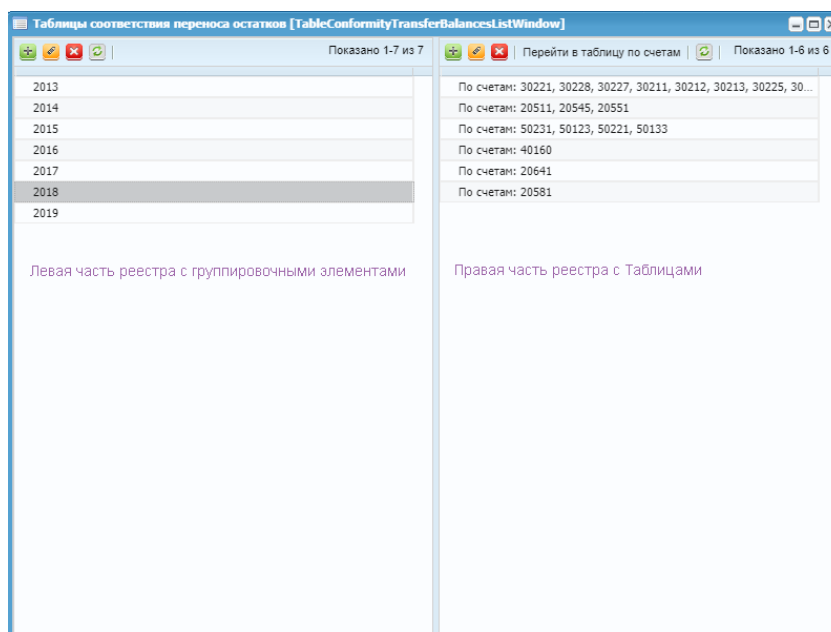 Таблицы соответствия переноса остатков [TableConformityTransferBalancesListWindow]
Показано 1-7 из 7
Перейти в таблицу по счетам
Показано 1-6 из 6
2013
2014
2015
2016
2017
2018
2019
Левая часть реестра с группировочными элементами
По счетам: 30221, 30228, 30227, 30211, 30212, 30213, 30225, 30...
По счетам: 20511, 20545, 20551
По счетам: 50231, 50123, 50221, 50133
По счетам: 40160
По счетам: 20641
По счетам: 20581
Правая часть реестра с Таблицами